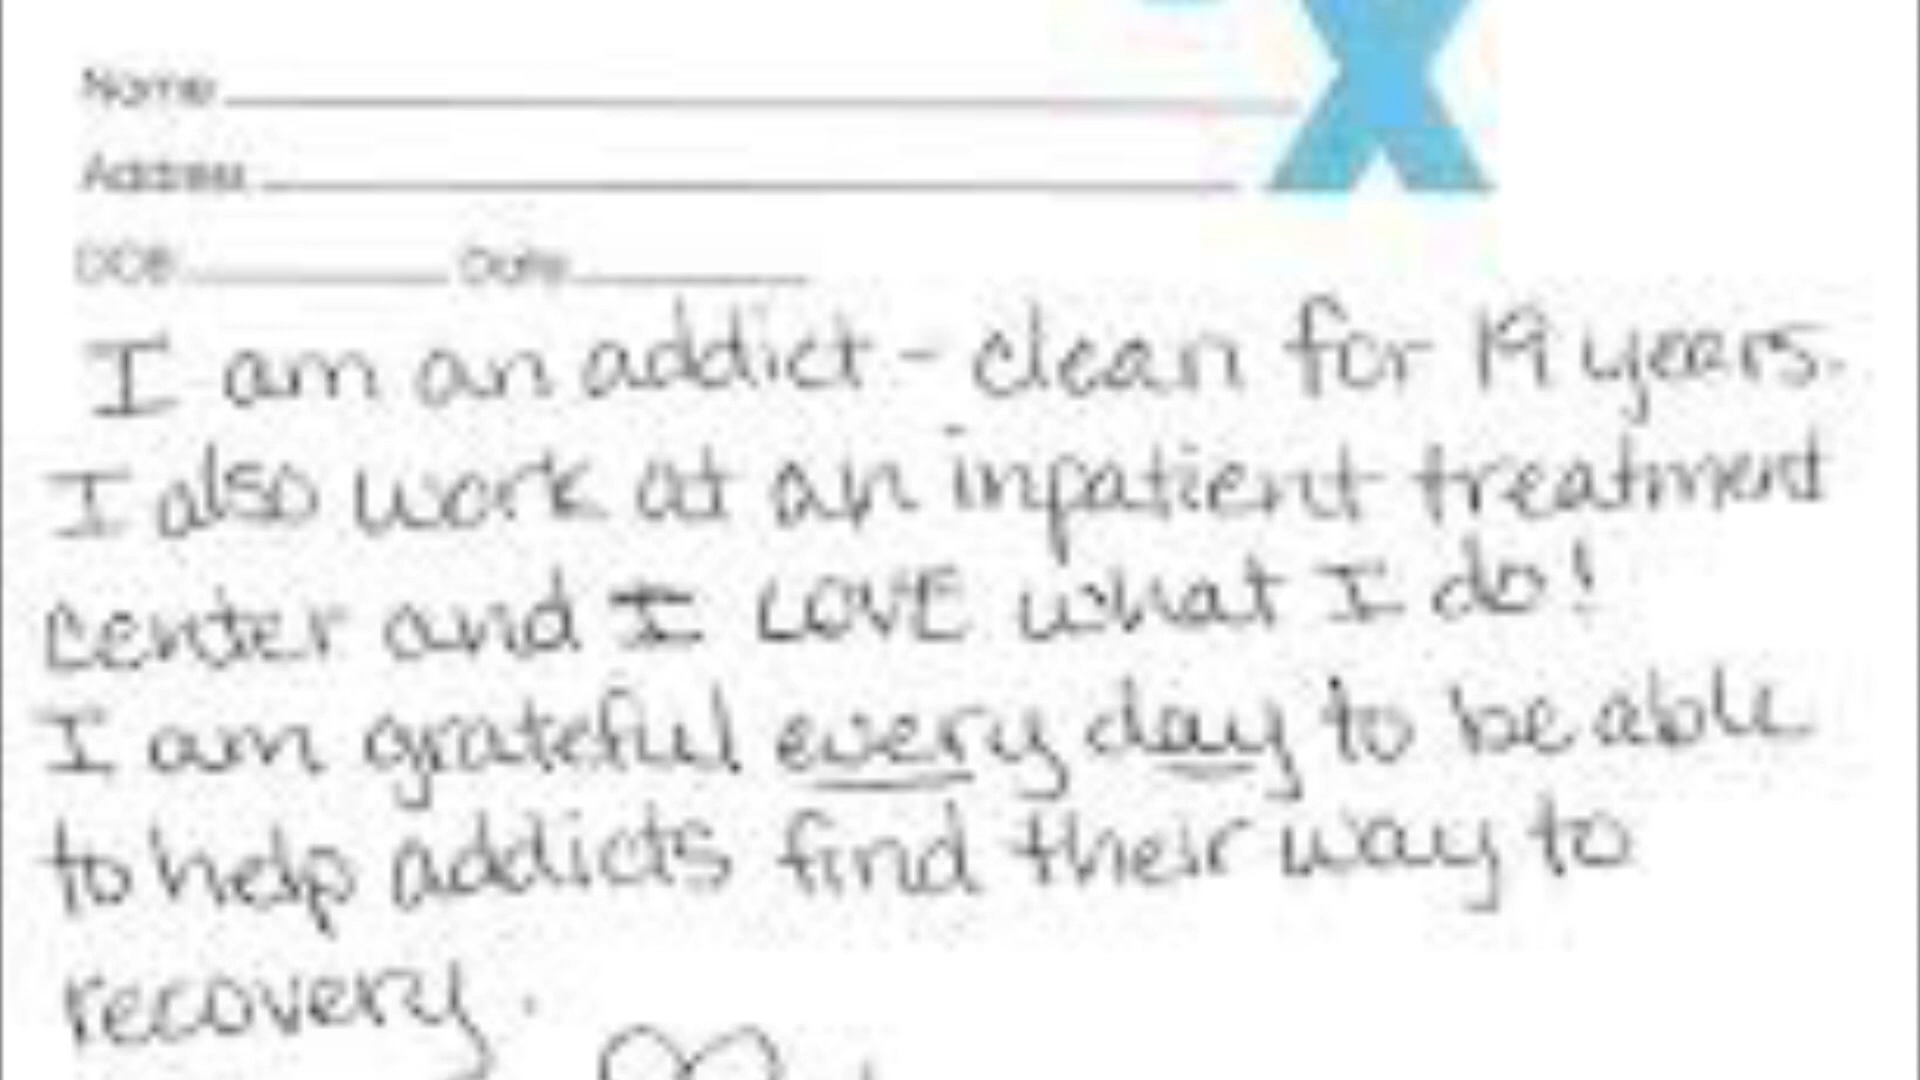 Name
Address
DOB Date
I am an addict - clean for 19 years.
I also work at an inpatient treatment
center and I LOVE what I do!
I am grateful every day to be able
to help addicts find their way to
recovery.